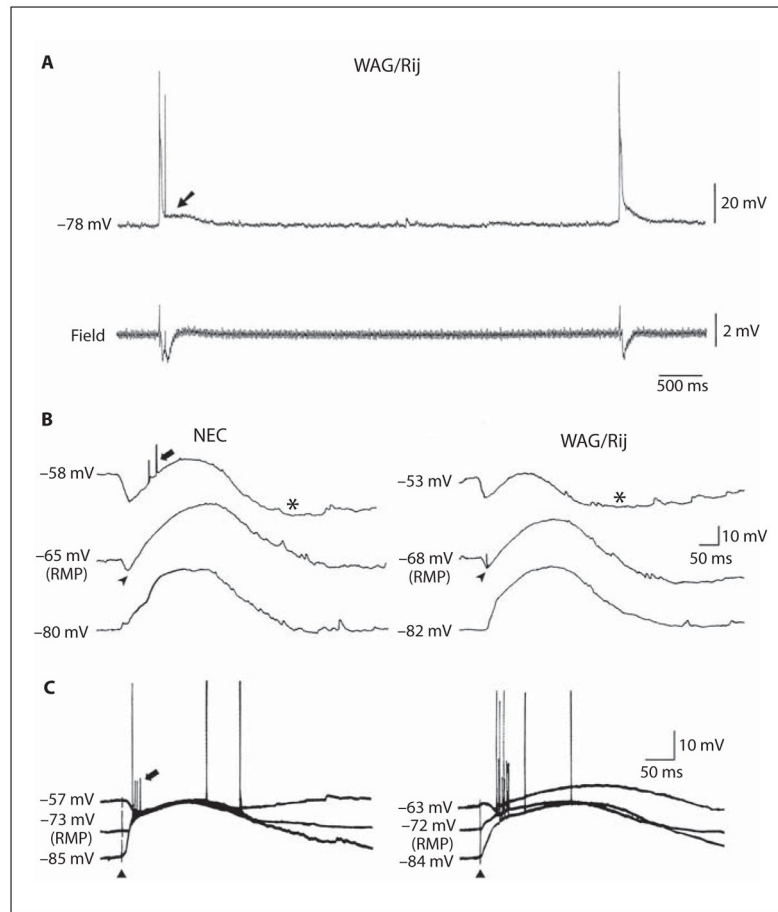 A
WAG/Rij
–78 mV
20 mV
Field
2 mV
500 ms
B
NEC
WAG/Rij
–58 mV
*
–65 mV
(RMP)
–80 mV
–53 mV
*
–68 mV
(RMP)
–82 mV
10 mV
50 ms
C
–57 mV
–73 mV
(RMP)
–85 mV
–63 mV
–72 mV
(RMP)
–84 mV
10 mV
50 ms